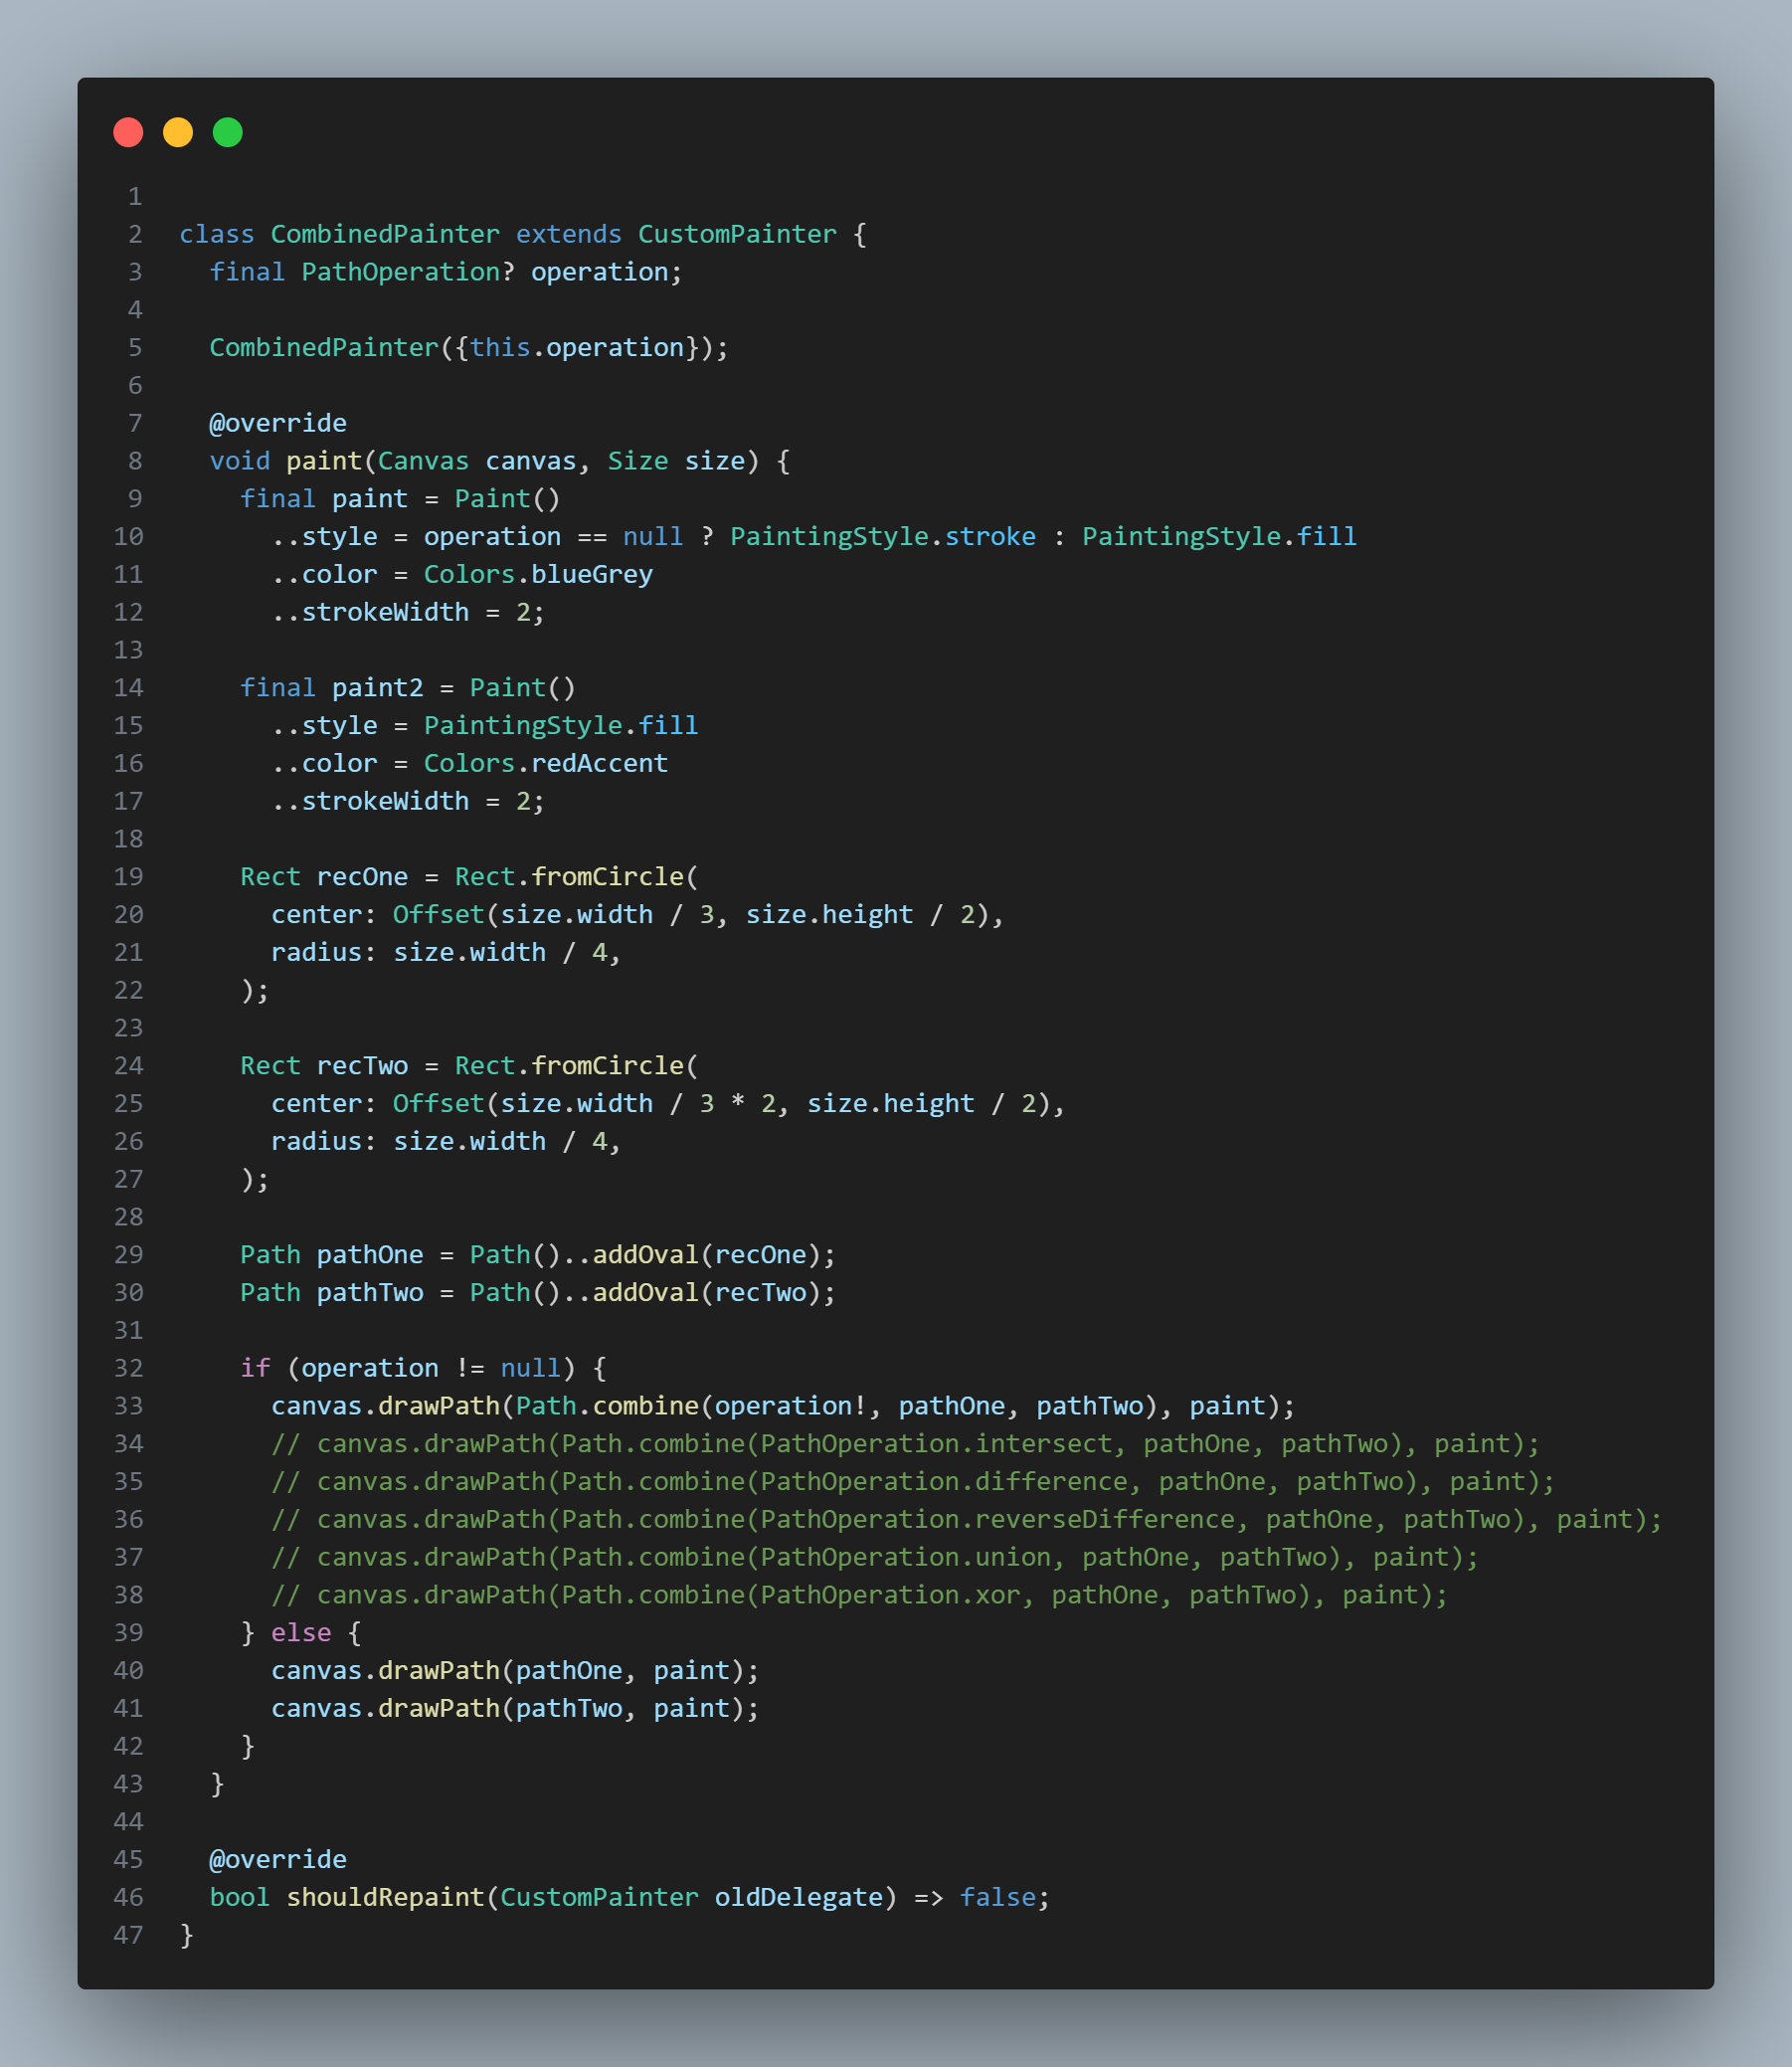 1
2 class CombinedPainter extends CustomPainter {
3   final PathOperation? operation;
4
5   CombinedPainter({this.operation});
6
7   @override
8   void paint(Canvas canvas, Size size) {
9     final paint = Paint()
10       ..style = operation == null ? PaintingStyle.stroke : PaintingStyle.fill
11       ..color = Colors.blueGrey
12       ..strokeWidth = 2;
13
14     final paint2 = Paint()
15       ..style = PaintingStyle.fill
16       ..color = Colors.redAccent
17       ..strokeWidth = 2;
18
19     Rect recOne = Rect.fromCircle(
20       center: Offset(size.width / 3, size.height / 2),
21       radius: size.width / 4,
22     );
23
24     Rect recTwo = Rect.fromCircle(
25       center: Offset(size.width / 3 * 2, size.height / 2),
26       radius: size.width / 4,
27     );
28
29     Path pathOne = Path()..addOval(recOne);
30     Path pathTwo = Path()..addOval(recTwo);
31
32     if (operation != null) {
33       canvas.drawPath(Path.combine(operation!, pathOne, pathTwo), paint);
34       // canvas.drawPath(Path.combine(PathOperation.intersect, pathOne, pathTwo), paint);
35       // canvas.drawPath(Path.combine(PathOperation.difference, pathOne, pathTwo), paint);
36       // canvas.drawPath(Path.combine(PathOperation.reverseDifference, pathOne, pathTwo), paint);
37       // canvas.drawPath(Path.combine(PathOperation.union, pathOne, pathTwo), paint);
38       // canvas.drawPath(Path.combine(PathOperation.xor, pathOne, pathTwo), paint);
39     } else {
40       canvas.drawPath(pathOne, paint);
41       canvas.drawPath(pathTwo, paint);
42     }
43   }
44
45   @override
46   bool shouldRepaint(CustomPainter oldDelegate) => false;
47 }